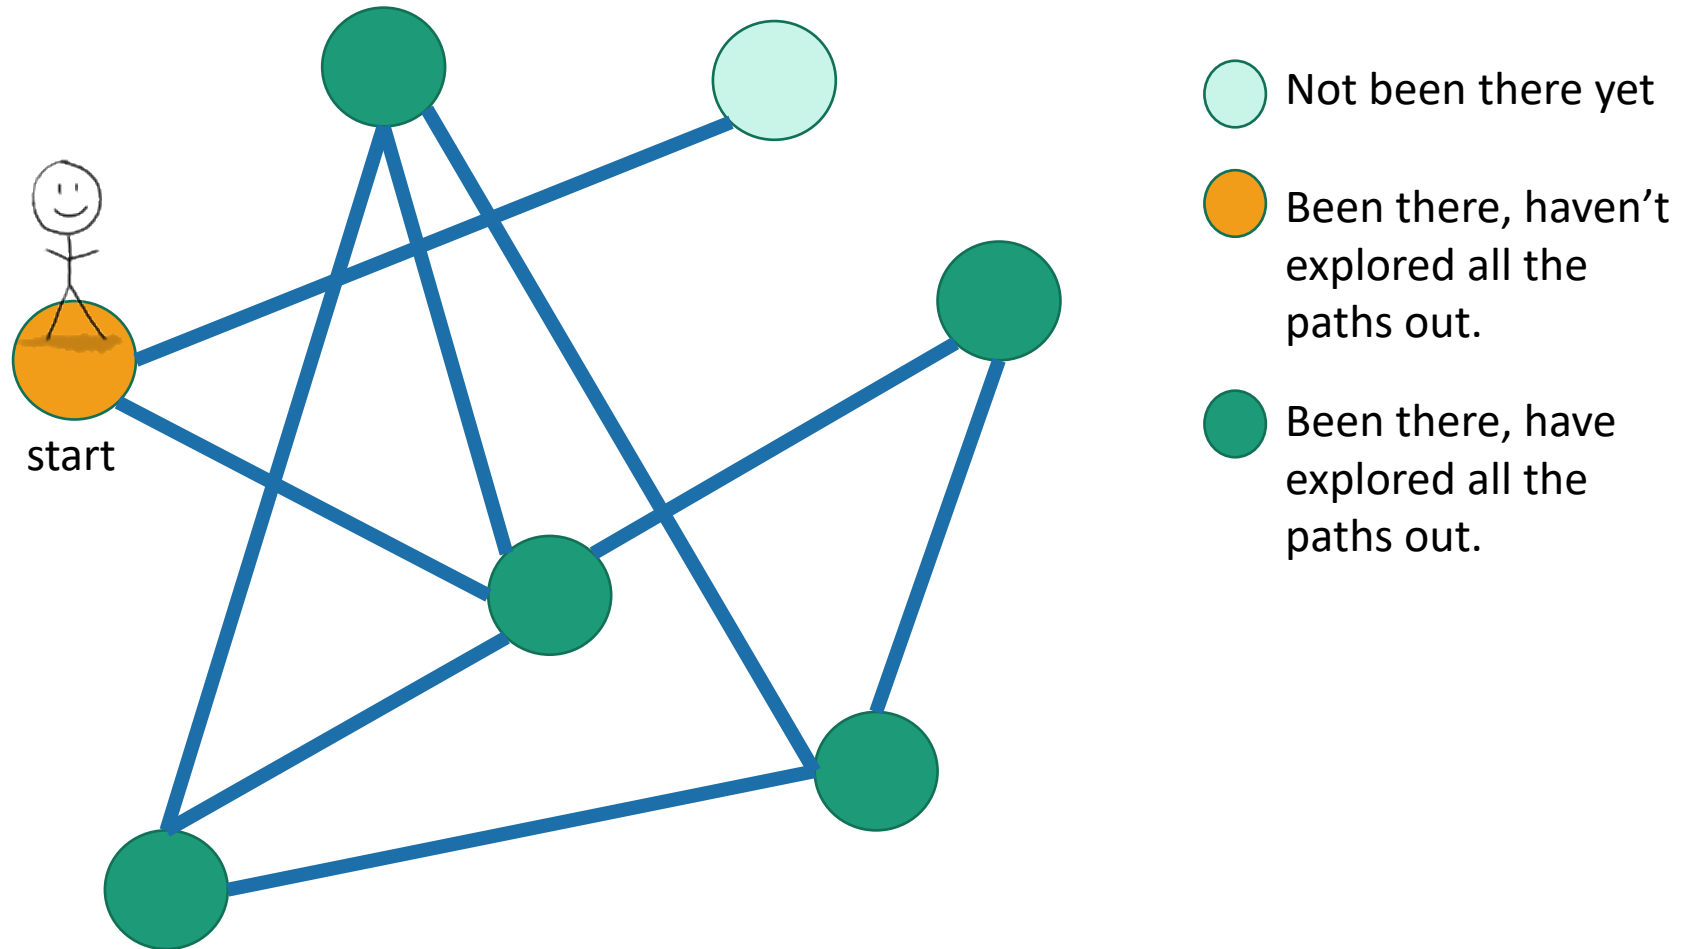 start
Not been there yet
Been there, haven’t
explored all the
paths out.
Been there, have
explored all the
paths out.